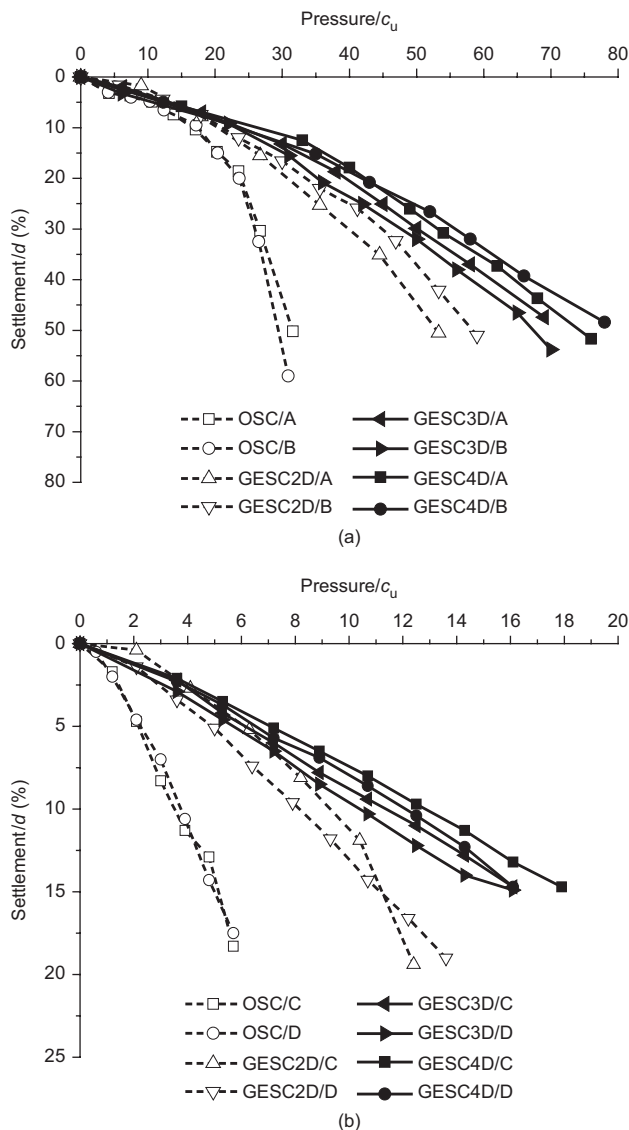 Pressure/cu
0 10 20 30 40 50 60 70 80
0
10
20
30
40
50
60
70
80
Settlement/d (%)
OSC/A GESC3D/A
OSC/B GESC3D/B
GESC2D/A GESC4D/A
GESC2D/B GESC4D/B
(a)
Pressure/cu
0 2 4 6 8 10 12 14 16 18 20
0
5
10
15
20
25
Settlement/d (%)
OSC/C GESC3D/C
OSC/D GESC3D/D
GESC2D/C GESC4D/C
GESC2D/D GESC4D/D
(b)